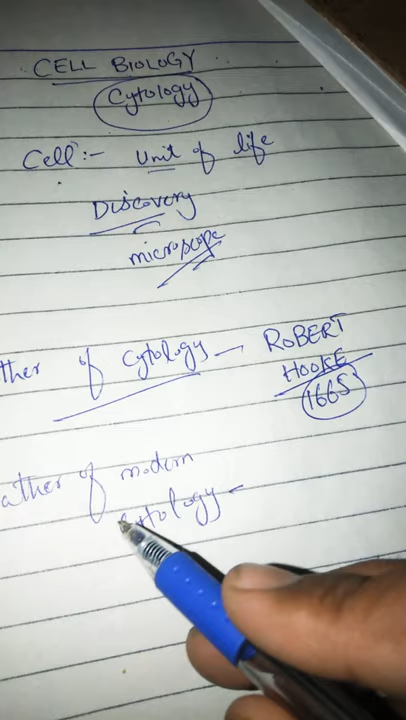 CELL BIOLOGY
Cytology
Cell :- Unit of life
Discovery
microscope
ther of Cytology — ROBERT
HOOKE
1665
ather of modern
cytology -